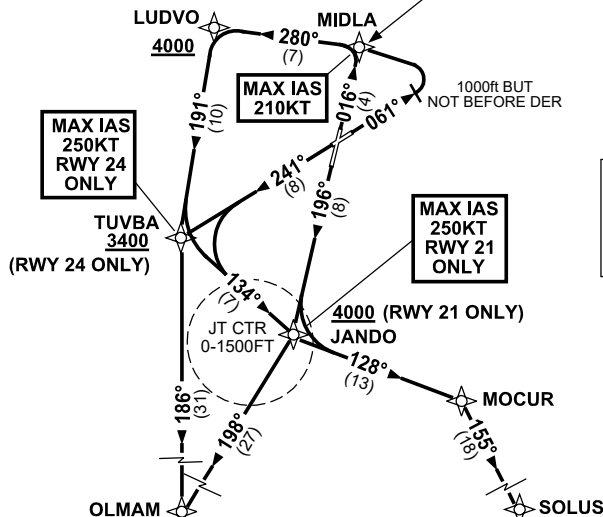 LUDVO
4000
MIDLA
280°
(7)
MAX IAS
210KT
016°
(4)
061°
1000ft BUT
NOT BEFORE DER
191°
(10)
MAX IAS
250KT
RWY 24
ONLY
241°
(8)
196°
(8)
MAX IAS
250KT
RWY 21
ONLY
TUVBA
3400
(RWY 24 ONLY)
134°
(7)
4000 (RWY 21 ONLY)
JANDO
JT CTR
0-1500FT
128°
(13)
MOCUR
186°
(31)
198°
(27)
155°
(18)
OLMAM
SOLUS